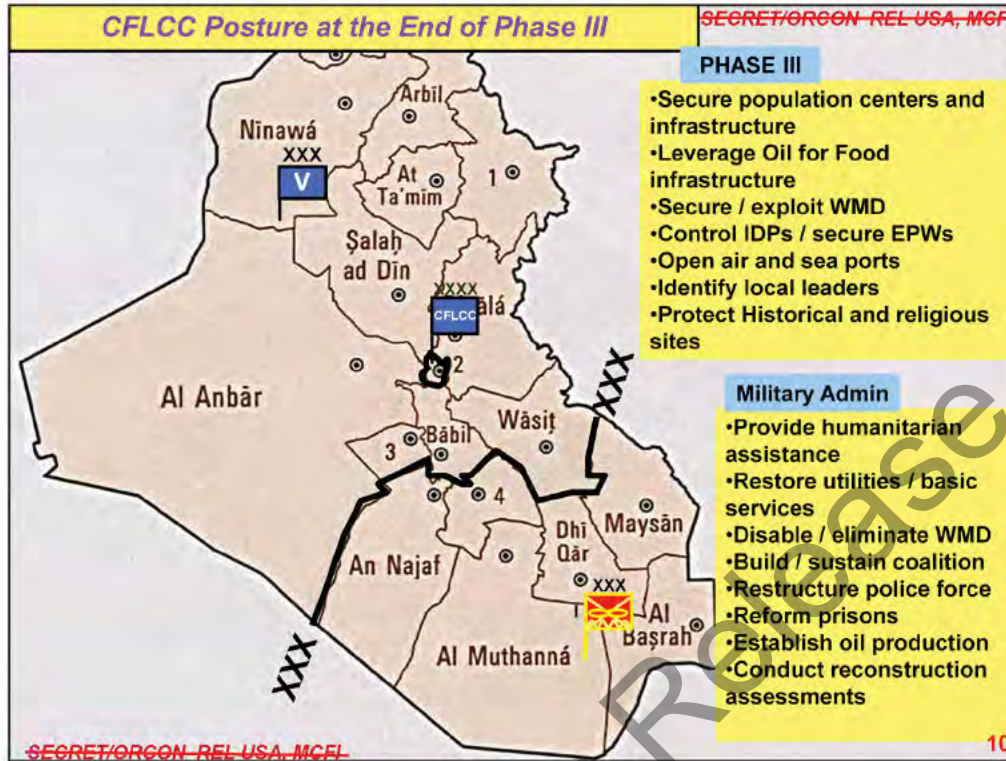 CFLCC Posture at the End of Phase III
SECRET/ORCON REL USA, MCFI
PHASE III
•Secure population centers and
infrastructure
•Leverage Oil for Food
infrastructure
•Secure / exploit WMD
•Control IDPs / secure EPWs
•Open air and sea ports
•Identify local leaders
•Protect Historical and religious
sites
Military Admin
•Provide humanitarian
assistance
•Restore utilities / basic
services
•Disable / eliminate WMD
•Build / sustain coalition
•Restructure police force
•Reform prisons
•Establish oil production
•Conduct reconstruction
assessments
Arbīl
Nīnawá
XXX
V
At
Ta'mīm
1
Şalaḩ
ad Dīn
XXXX
CFLCC
álá
2
XXX
Al Anbār
Wāsiţ
3
Bābil
4
Maysān
Dhī
Qār
An Najaf
XXX
I
Al
Başrah
Al Muthanná
XXX
Release
SECRET/ORCON REL USA, MCFI
10